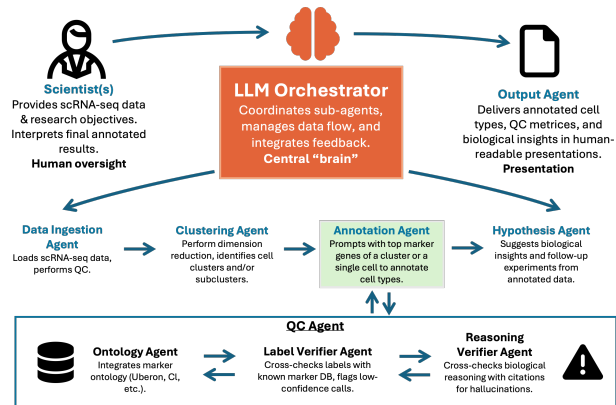 Scientist(s)
Provides scRNA-seq data
& research objectives.
Interprets final annotated
results.
Human oversight
LLM Orchestrator
Coordinates sub-agents,
manages data flow, and
integrates feedback.
Central “brain”
Output Agent
Delivers annotated cell
types, QC metrics, and
biological insights in human-
readable presentations.
Presentation
Data Ingestion
Agent
Loads scRNA-seq data,
performs QC.
Clustering Agent
Perform dimension
reduction, identifies cell
clusters and/or
subclusters.
Annotation Agent
Prompts with top marker
genes of a cluster or a
single cell to annotate
cell types.
Hypothesis Agent
Suggests biological
insights and follow-up
experiments from
annotated data.
QC Agent
Ontology Agent
Integrates marker
ontology (Uberon, Cl,
etc.).
Label Verifier Agent
Cross-checks labels with
known marker DB, flags low-
confidence calls.
Reasoning
Verifier Agent
Cross-checks biological
reasoning with citations
for hallucinations.